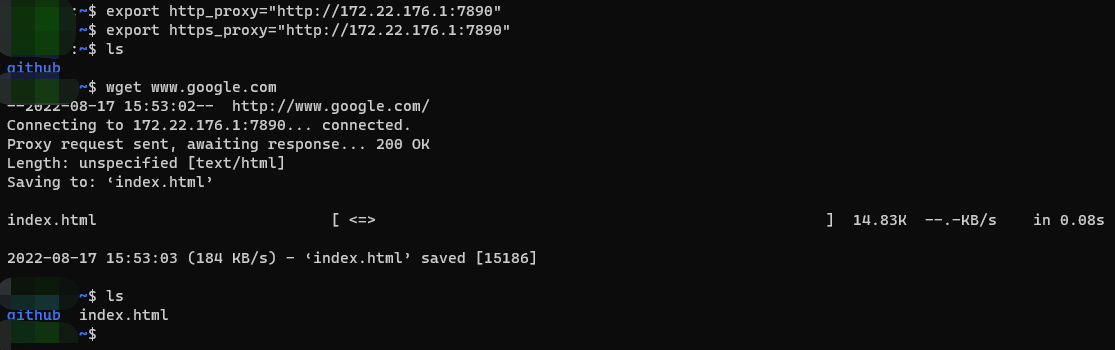 :~$ export http_proxy="http://172.22.176.1:7890"
:~$ export https_proxy="http://172.22.176.1:7890"
:~$ ls
github
~$ wget www.google.com
--2022-08-17 15:53:02--  http://www.google.com/
Connecting to 172.22.176.1:7890... connected.
Proxy request sent, awaiting response... 200 OK
Length: unspecified [text/html]
Saving to: ‘index.html’
index.html [ <=> ] 14.83K --.-KB/s in 0.08s
2022-08-17 15:53:03 (184 KB/s) - ‘index.html’ saved [15186]
~$ ls
github index.html
~$